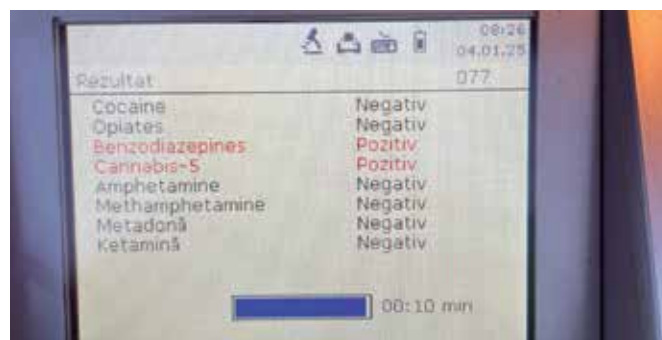 08:26
04.01.25
Rezultat 077
Cocaine Negativ
Opiates Negativ
Benzodiazepines Pozitiv
Cannabis-5 Pozitiv
Amphetamine Negativ
Methamphetamine Negativ
Metadonă Negativ
Ketamină Negativ
00:10 min